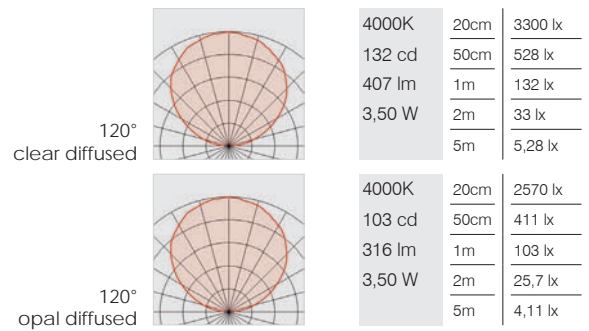 120°
clear diffused
4000K
132 cd
407 lm
3,50 W
20cm 3300 lx
50cm 528 lx
1m 132 lx
2m 33 lx
5m 5,28 lx
120°
opal diffused
4000K
103 cd
316 lm
3,50 W
20cm 2570 lx
50cm 411 lx
1m 103 lx
2m 25,7 lx
5m 4,11 lx